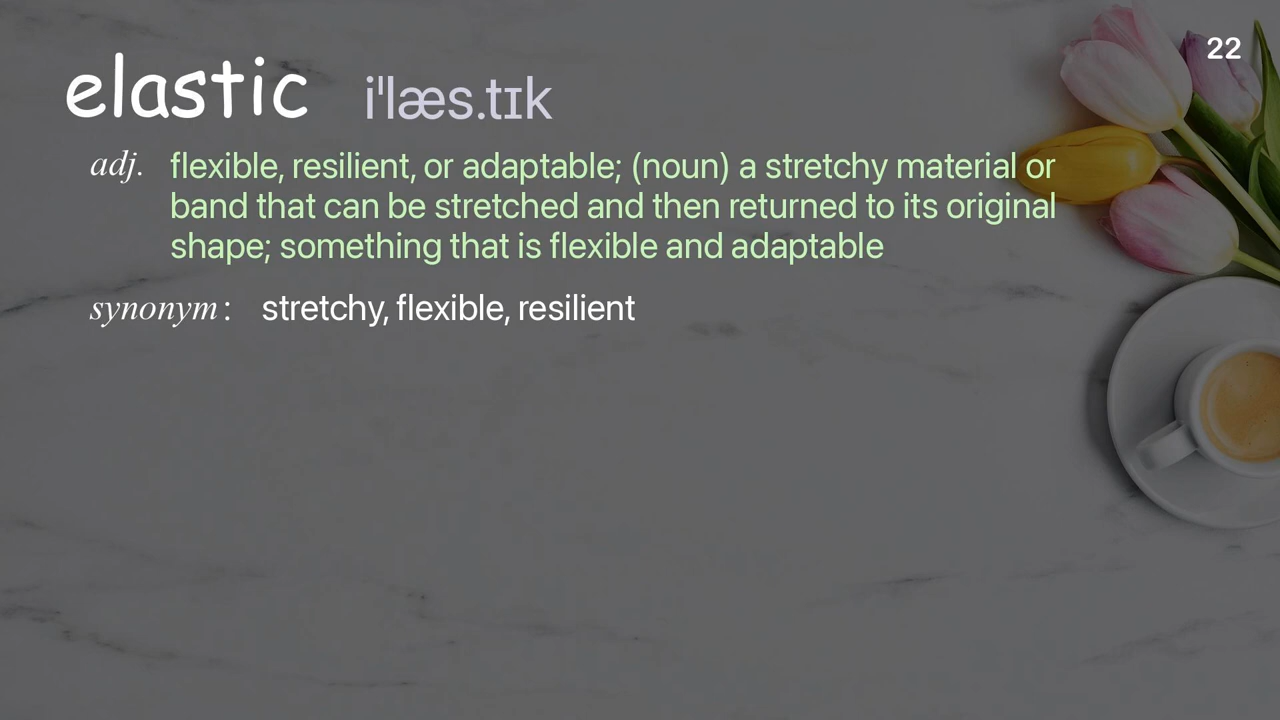 22
elastic iˈlæs.tɪk
adj. flexible, resilient, or adaptable; (noun) a stretchy material or
band that can be stretched and then returned to its original
shape; something that is flexible and adaptable
synonym: stretchy, flexible, resilient